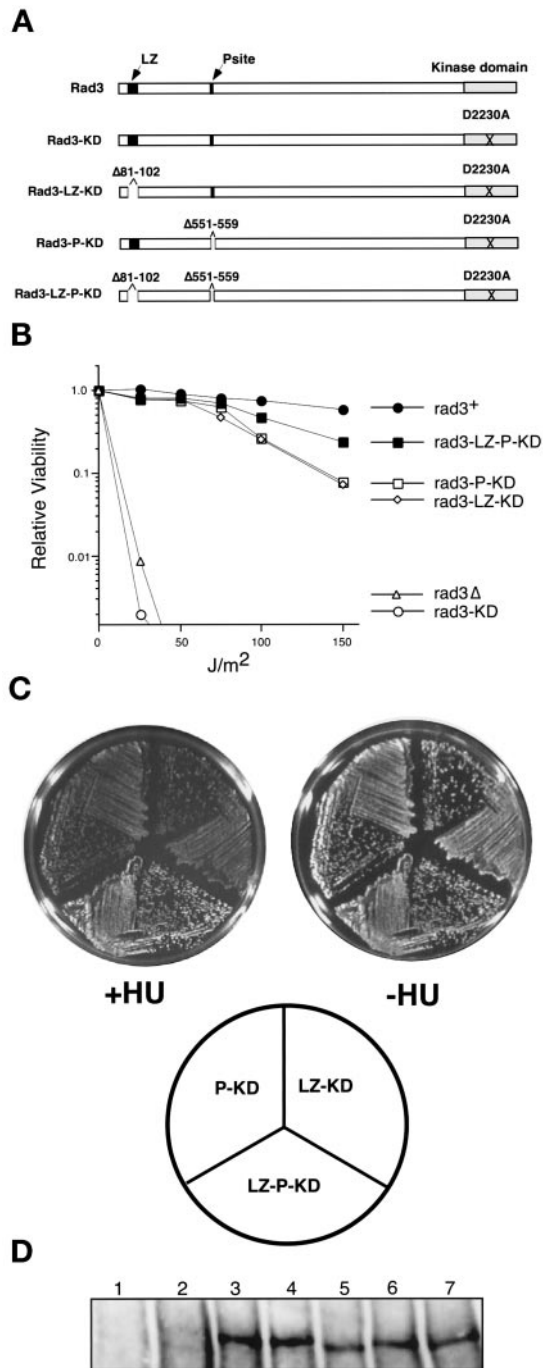 A
LZ Psite
Kinase domain
Rad3
D2230A
Rad3-KD
Δ81-102 D2230A
Rad3-LZ-KD
Δ551-559 D2230A
Rad3-P-KD
Δ81-102 Δ551-559 D2230A
Rad3-LZ-P-KD
B
Relative Viability
1.0
0.1
0.01
0 50 100 150
J/m2
rad3+
rad3-LZ-P-KD
rad3-P-KD
rad3-LZ-KD
rad3Δ
rad3-KD
C
+HU -HU
P-KD LZ-KD
LZ-P-KD
D
1 2 3 4 5 6 7